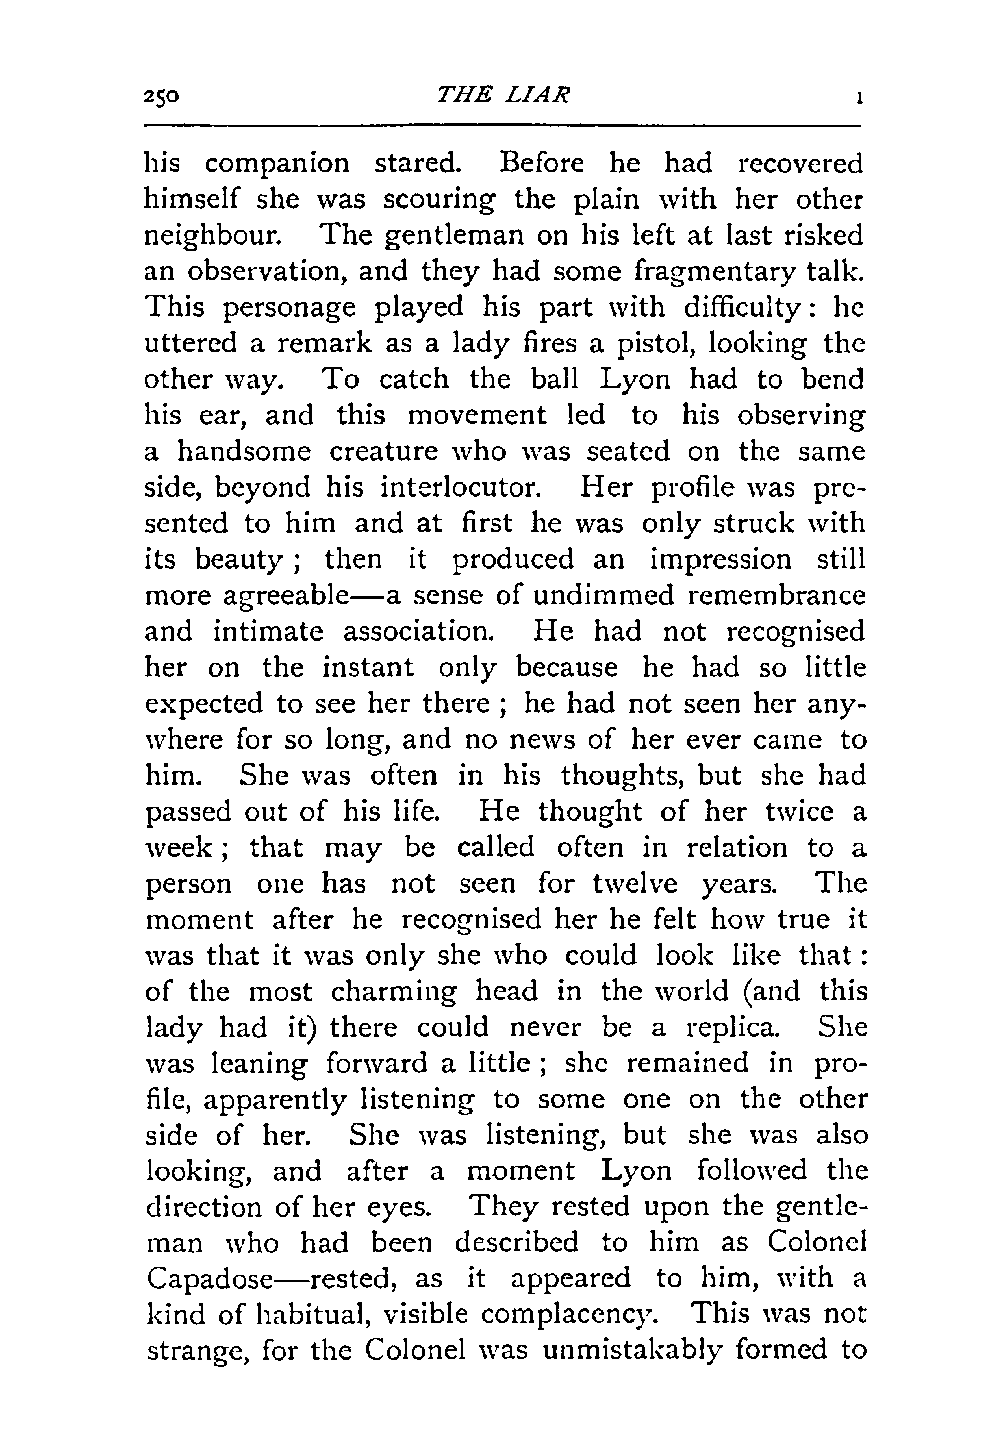 250 THE LIAR I
his companion stared. Before he had recovered
himself she was scouring the plain with her other
neighbour. The gentleman on his left at last risked
an observation, and they had some fragmentary talk.
This personage played his part with difficulty: he
uttered a remark as a lady fires a pistol, looking the
other way. To catch the ball Lyon had to bend
his ear, and this movement led to his observing
a handsome creature who was seated on the same
side, beyond his interlocutor. Her profile was pre-
sented to him and at first he was only struck with
its beauty; then it produced an impression still
more agreeable—a sense of undimmed remembrance
and intimate association. He had not recognised
her on the instant only because he had so little
expected to see her there; he had not seen her any-
where for so long, and no news of her ever came to
him. She was often in his thoughts, but she had
passed out of his life. He thought of her twice a
week; that may be called often in relation to a
person one has not seen for twelve years. The
moment after he recognised her he felt how true it
was that it was only she who could look like that:
of the most charming head in the world (and this
lady had it) there could never be a replica. She
was leaning forward a little; she remained in pro-
file, apparently listening to some one on the other
side of her. She was listening, but she was also
looking, and after a moment Lyon followed the
direction of her eyes. They rested upon the gentle-
man who had been described to him as Colonel
Capadose—rested, as it appeared to him, with a
kind of habitual, visible complacency. This was not
strange, for the Colonel was unmistakably formed to